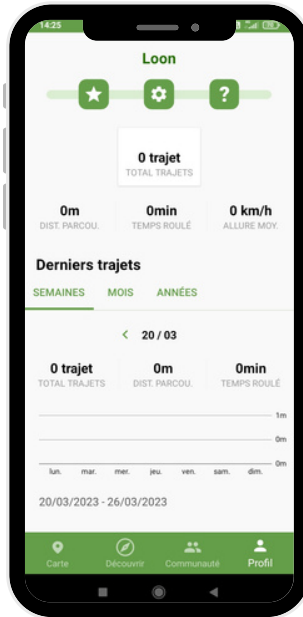 14:25
Loon
?
0 trajet
TOTAL TRAJETS
0m 0min 0 km/h
DIST. PARCOU. TEMPS ROULÉ ALLURE MOY.
Derniers trajets
SEMAINES MOIS ANNÉES
< 20 / 03
0 trajet 0m 0min
TOTAL TRAJETS DIST. PARCOU. TEMPS ROULÉ
1m
0m
0m
lun. mar. mer. jeu. ven. sam. dim.
20/03/2023 - 26/03/2023
Carte Découvrir Communauté Profil